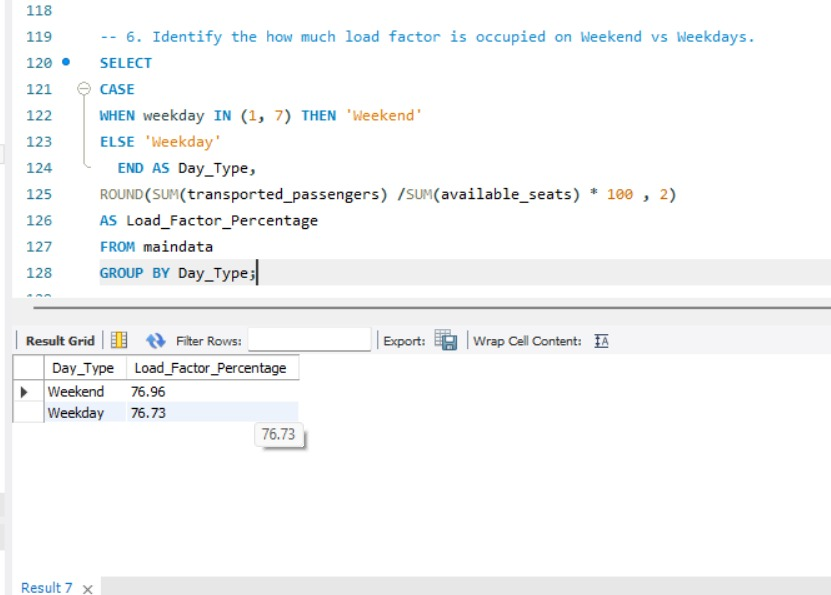 118
119 -- 6. Identify the how much load factor is occupied on Weekend vs Weekdays.
120 SELECT
121 CASE
122 WHEN weekday IN (1, 7) THEN 'Weekend'
123 ELSE 'Weekday'
124 END AS Day_Type,
125 ROUND(SUM(transported_passengers) /SUM(available_seats) * 100 , 2)
126 AS Load_Factor_Percentage
127 FROM maindata
128 GROUP BY Day_Type;
Result Grid Filter Rows: Export: Wrap Cell Content: IA
Day_Type Load_Factor_Percentage
Weekend 76.96
Weekday 76.73
76.73
Result 7 ×